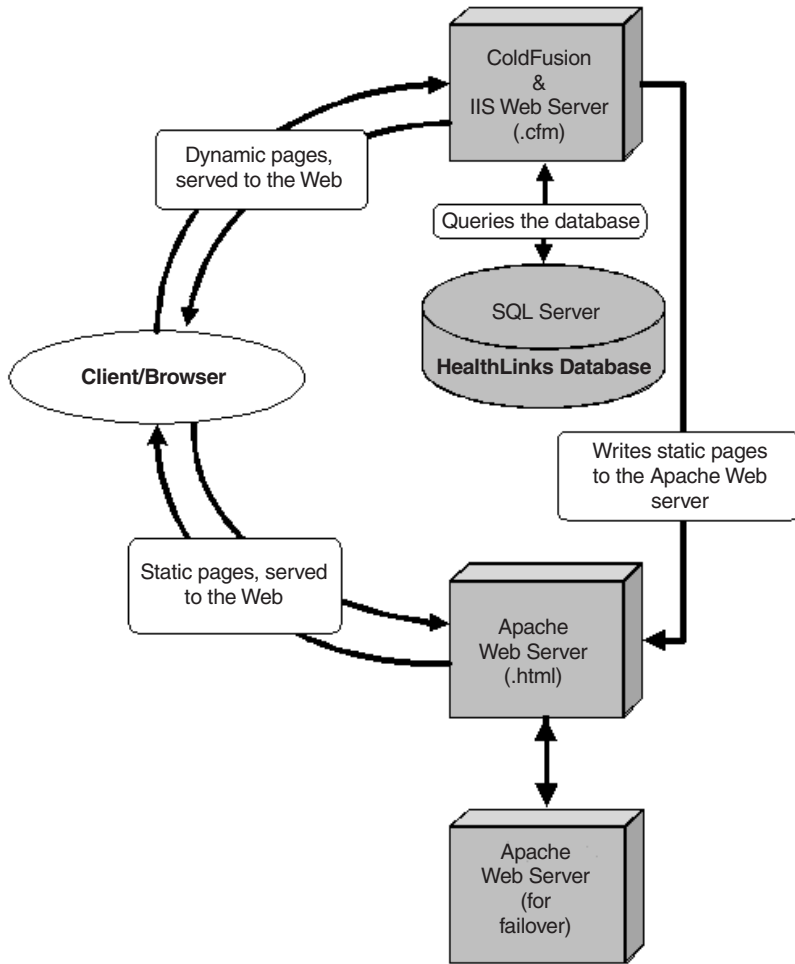 ColdFusion
&
IIS Web Server
(.cfm)
Dynamic pages,
served to the Web
Queries the database
SQL Server
HealthLinks Database
Client/Browser
Writes static pages
to the Apache Web
server
Static pages, served
to the Web
Apache
Web Server
(.html)
Apache
Web Server
(for
failover)